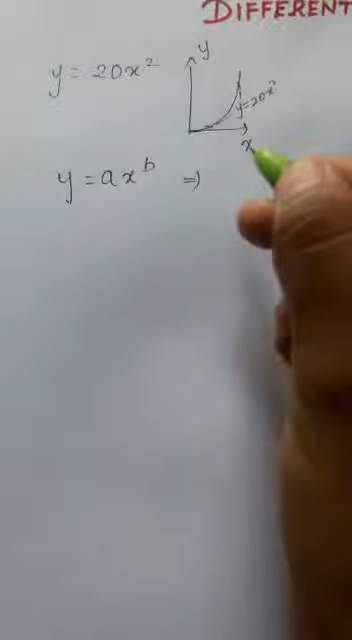 DIFFERENT
y = 20x²
y
y=20x²
x
y = ax^b ⇒